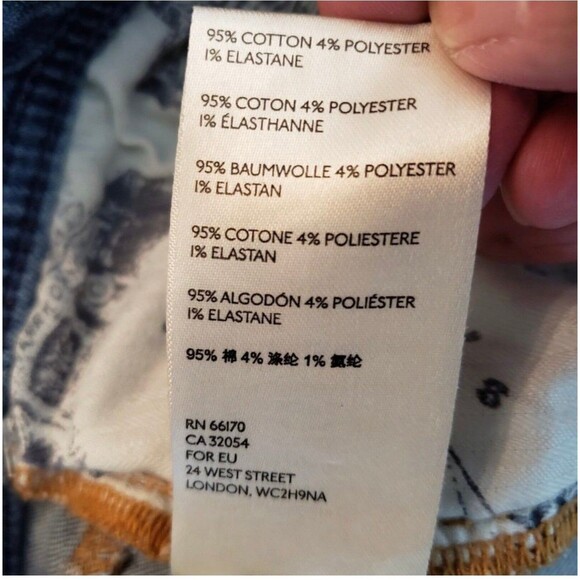 95% COTTON 4% POLYESTER
1% ELASTANE
95% COTON 4% POLYESTER
1% ÉLASTHANNE
95% BAUMWOLLE 4% POLYESTER
1% ELASTAN
95% COTONE 4% POLIESTERE
1% ELASTAN
95% ALGODÓN 4% POLIÉSTER
1% ELASTANE
95% 棉 4% 涤纶 1% 氨纶
RN 66170
CA 32054
FOR EU
24 WEST STREET
LONDON, WC2H9NA